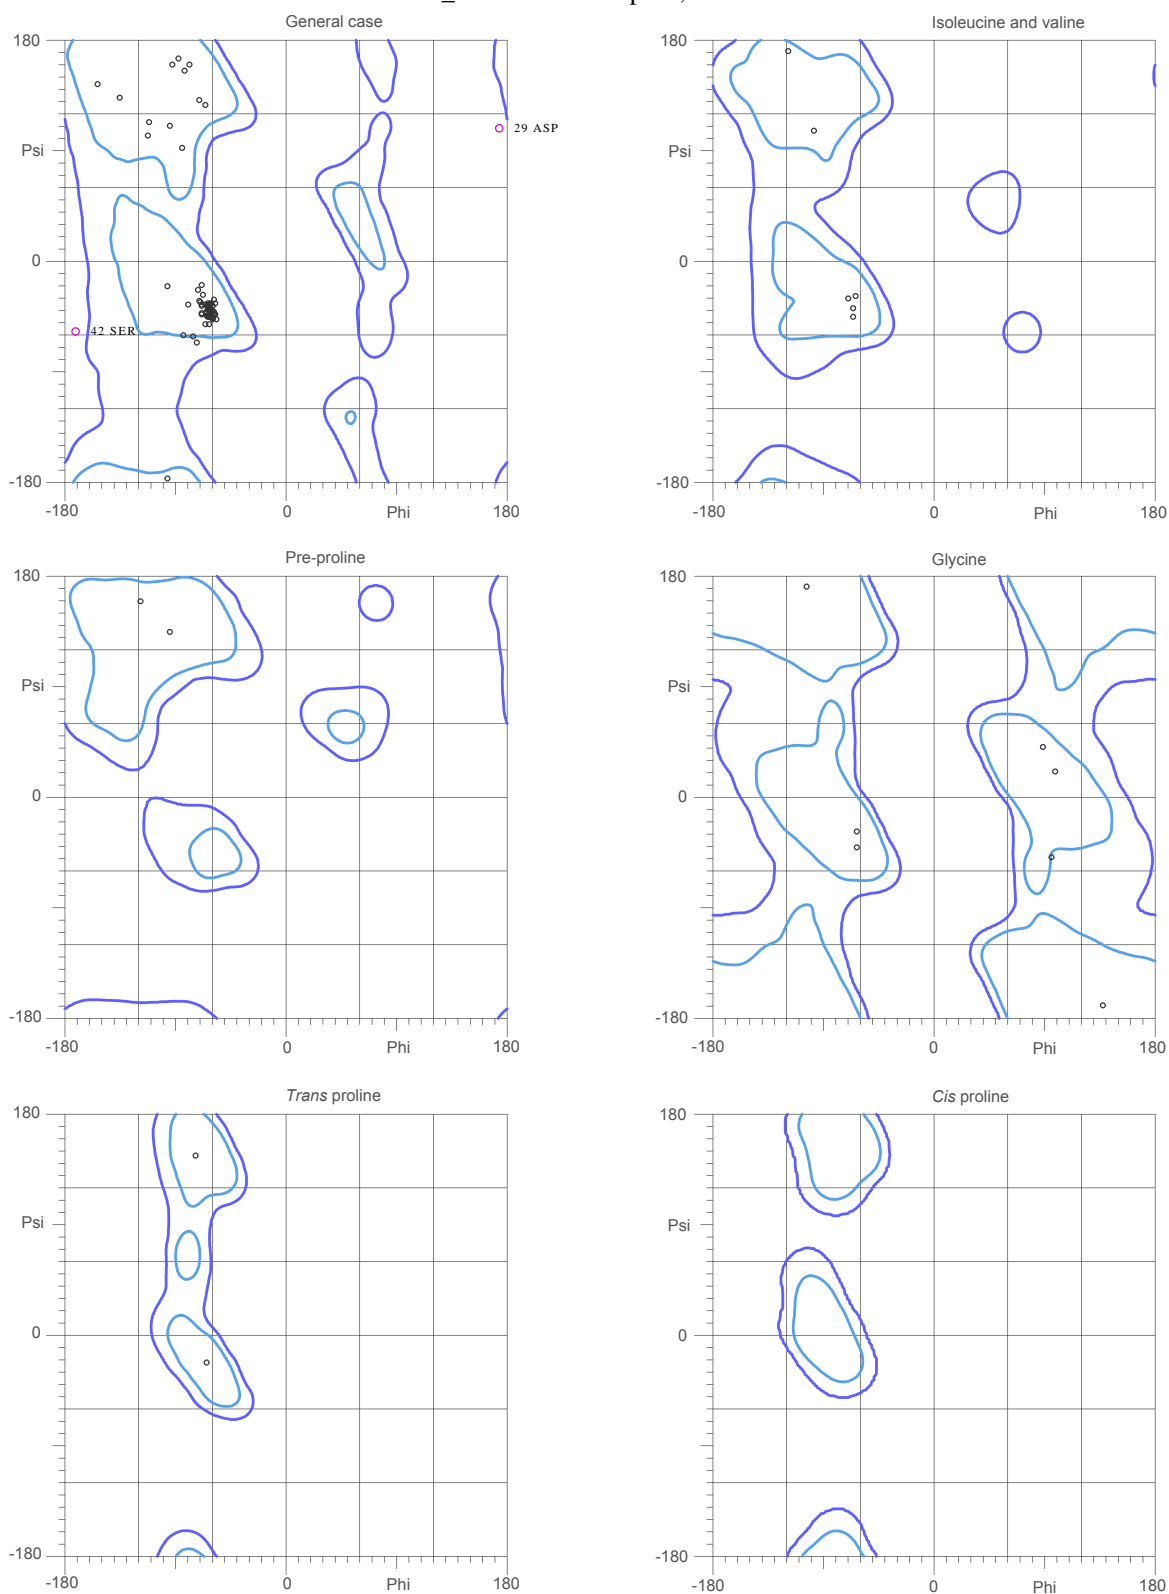 General case
Isoleucine and valine
180
180
29 ASP
Psi
Psi
0
0
42 SER
-180
-180
-180
0
Phi
180
-180
0
Phi
180
Pre-proline
Glycine
180
180
Psi
Psi
0
0
-180
-180
-180
0
Phi
180
-180
0
Phi
180
Trans proline
Cis proline
180
180
Psi
Psi
0
0
-180
-180
-180
0
Phi
180
-180
0
Phi
180